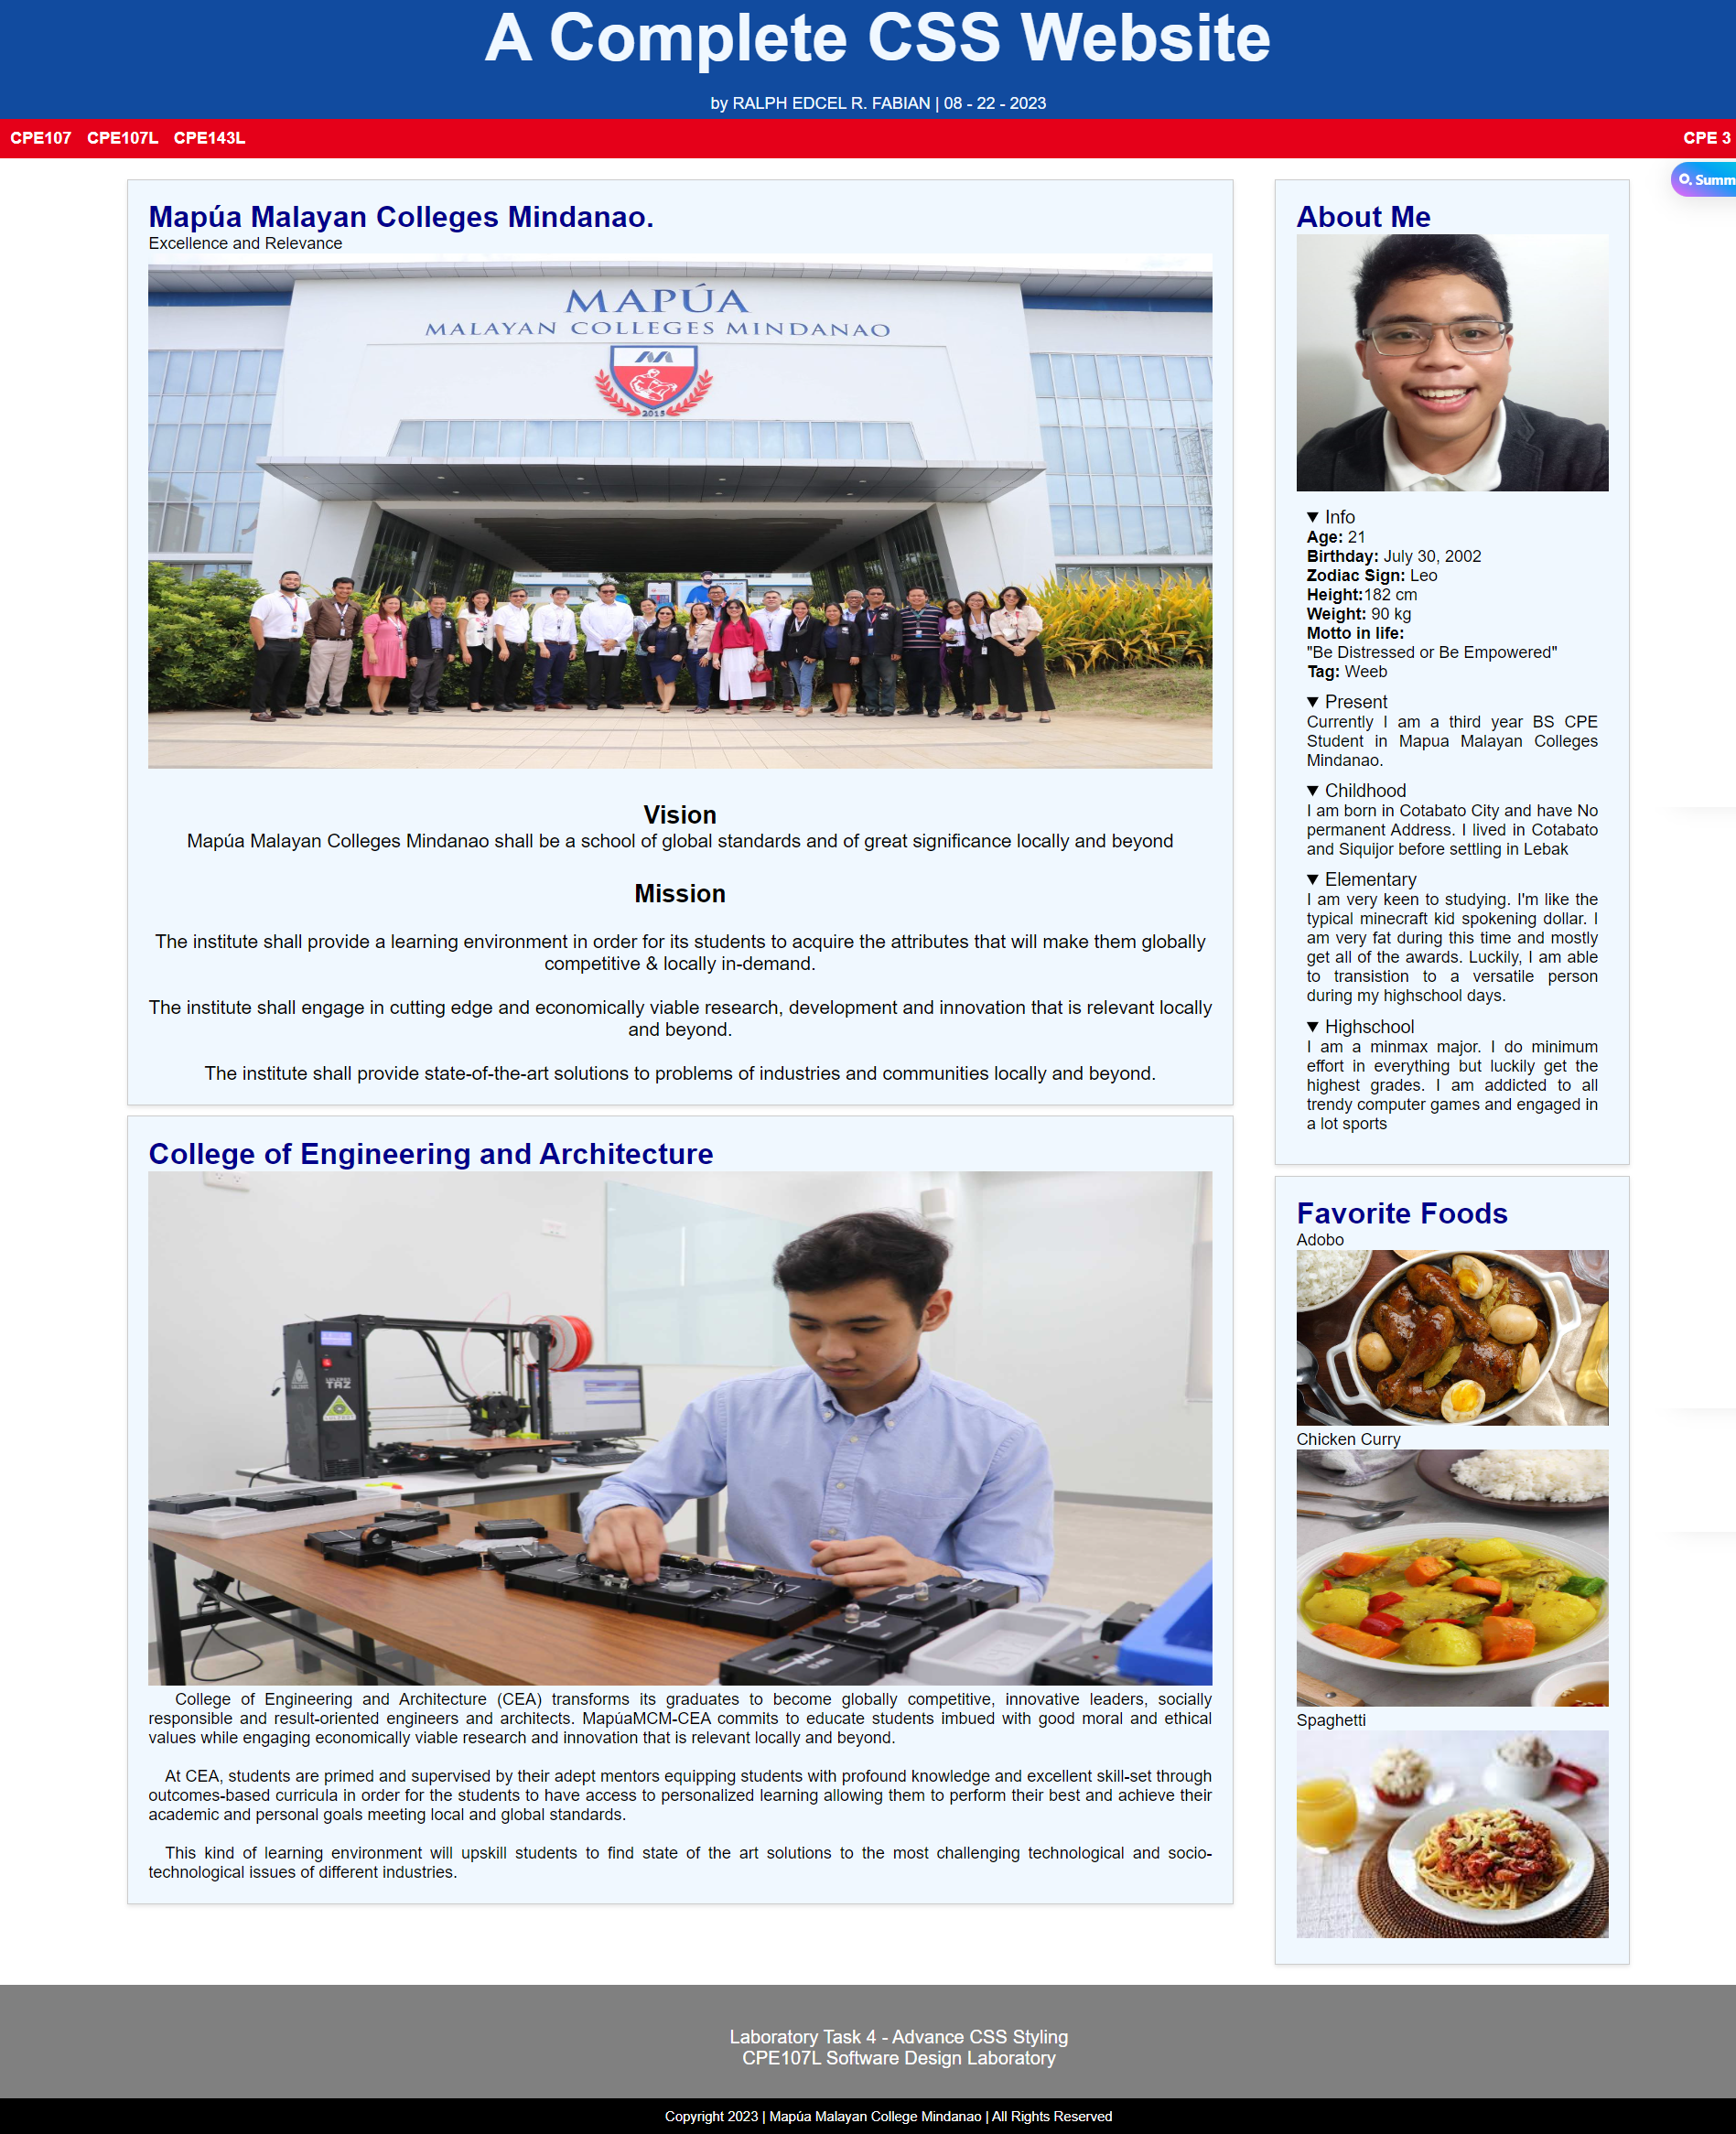 A Complete CSS Website
by RALPH EDCEL R. FABIAN | 08 - 22 - 2023
CPE107 CPE107L CPE143L CPE 3
Summ
Mapúa Malayan Colleges Mindanao.
Excellence and Relevance
MAPÚA
MALAYAN COLLEGES MINDANAO
2015
Vision
Mapúa Malayan Colleges Mindanao shall be a school of global standards and of great significance locally and beyond
Mission
The institute shall provide a learning environment in order for its students to acquire the attributes that will make them globally
competitive & locally in-demand.
The institute shall engage in cutting edge and economically viable research, development and innovation that is relevant locally
and beyond.
The institute shall provide state-of-the-art solutions to problems of industries and communities locally and beyond.
College of Engineering and Architecture
TAZ
College of Engineering and Architecture (CEA) transforms its graduates to become globally competitive, innovative leaders, socially
responsible and result-oriented engineers and architects. MapúaMCM-CEA commits to educate students imbued with good moral and ethical
values while engaging economically viable research and innovation that is relevant locally and beyond.
At CEA, students are primed and supervised by their adept mentors equipping students with profound knowledge and excellent skill-set through
outcomes-based curricula in order for the students to have access to personalized learning allowing them to perform their best and achieve their
academic and personal goals meeting local and global standards.
This kind of learning environment will upskill students to find state of the art solutions to the most challenging technological and socio-
technological issues of different industries.
About Me
▼ Info
Age: 21
Birthday: July 30, 2002
Zodiac Sign: Leo
Height:182 cm
Weight: 90 kg
Motto in life:
"Be Distressed or Be Empowered"
Tag: Weeb
▼ Present
Currently I am a third year BS CPE
Student in Mapua Malayan Colleges
Mindanao.
▼ Childhood
I am born in Cotabato City and have No
permanent Address. I lived in Cotabato
and Siquijor before settling in Lebak
▼ Elementary
I am very keen to studying. I'm like the
typical minecraft kid spokening dollar. I
am very fat during this time and mostly
get all of the awards. Luckily, I am able
to transistion to a versatile person
during my highschool days.
▼ Highschool
I am a minmax major. I do minimum
effort in everything but luckily get the
highest grades. I am addicted to all
trendy computer games and engaged in
a lot sports
Favorite Foods
Adobo
Chicken Curry
Spaghetti
Laboratory Task 4 - Advance CSS Styling
CPE107L Software Design Laboratory
Copyright 2023 | Mapúa Malayan College Mindanao | All Rights Reserved